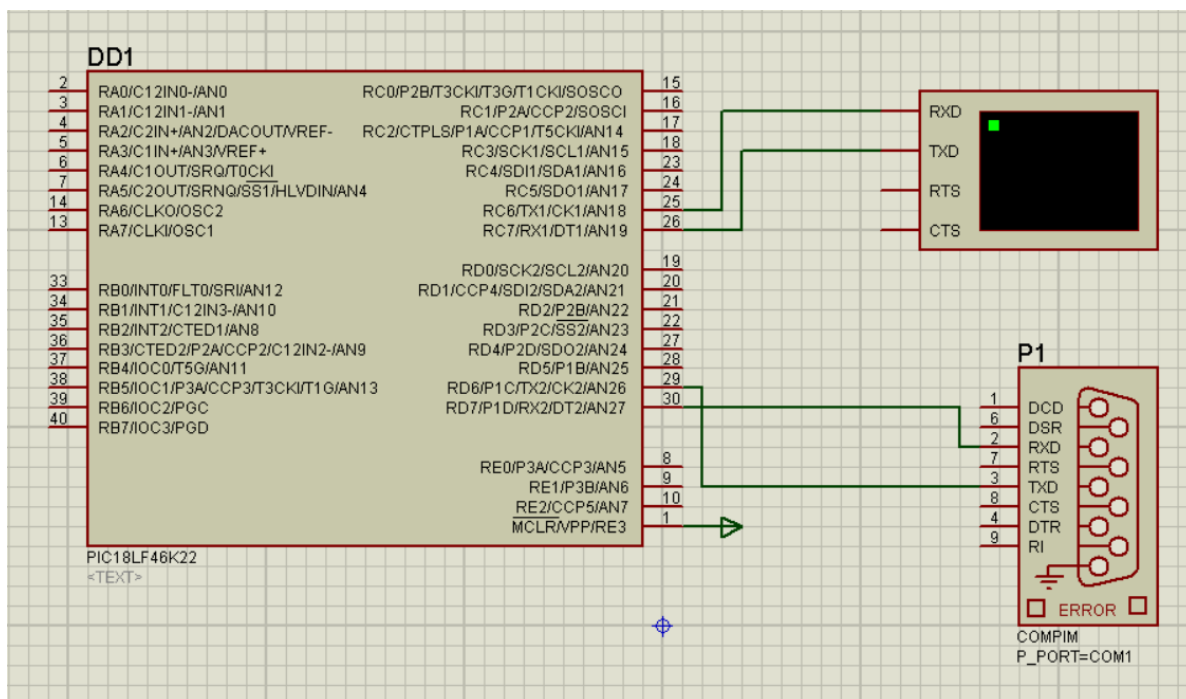 DD1
2 RA0/C12IN0-/AN0
3 RA1/C12IN1-/AN1
4 RA2/C2IN+/AN2/DACOUT/VREF-
5 RA3/C1IN+/AN3/VREF+
6 RA4/C1OUT/SRQ/T0CKI
7 RA5/C2OUT/SRNQ/SS1/HLVDIN/AN4
14 RA6/CLKO/OSC2
13 RA7/CLKI/OSC1
33 RB0/INT0/FLT0/SRI/AN12
34 RB1/INT1/C12IN3-/AN10
35 RB2/INT2/CTED1/AN8
36 RB3/CTED2/P2A/CCP2/C12IN2-/AN9
37 RB4/IOC0/T5G/AN11
38 RB5/IOC1/P3A/CCP3/T3CKI/T1G/AN13
39 RB6/IOC2/PGC
40 RB7/IOC3/PGD
RC0/P2B/T3CKI/T3G/T1CKI/SOSCO 15
RC1/P2A/CCP2/SOSCI 16
RC2/CTPLS/P1A/CCP1/T5CKI/AN14 17
RC3/SCK1/SCL1/AN15 18
RC4/SDI1/SDA1/AN16 23
RC5/SDO1/AN17 24
RC6/TX1/CK1/AN18 25
RC7/RX1/DT1/AN19 26
RD0/SCK2/SCL2/AN20 19
RD1/CCP4/SDI2/SDA2/AN21 20
RD2/P2B/AN22 21
RD3/P2C/SS2/AN23 22
RD4/P2D/SDO2/AN24 27
RD5/P1B/AN25 28
RD6/P1C/TX2/CK2/AN26 29
RD7/P1D/RX2/DT2/AN27 30
RE0/P3A/CCP3/AN5 8
RE1/P3B/AN6 9
RE2/CCP5/AN7 10
MCLR/VPP/RE3 1
PIC18LF46K22
<TEXT>
RXD
TXD
RTS
CTS
P1
1 DCD
6 DSR
2 RXD
7 RTS
3 TXD
8 CTS
4 DTR
9 RI
ERROR
COMPIM
P_PORT=COM1